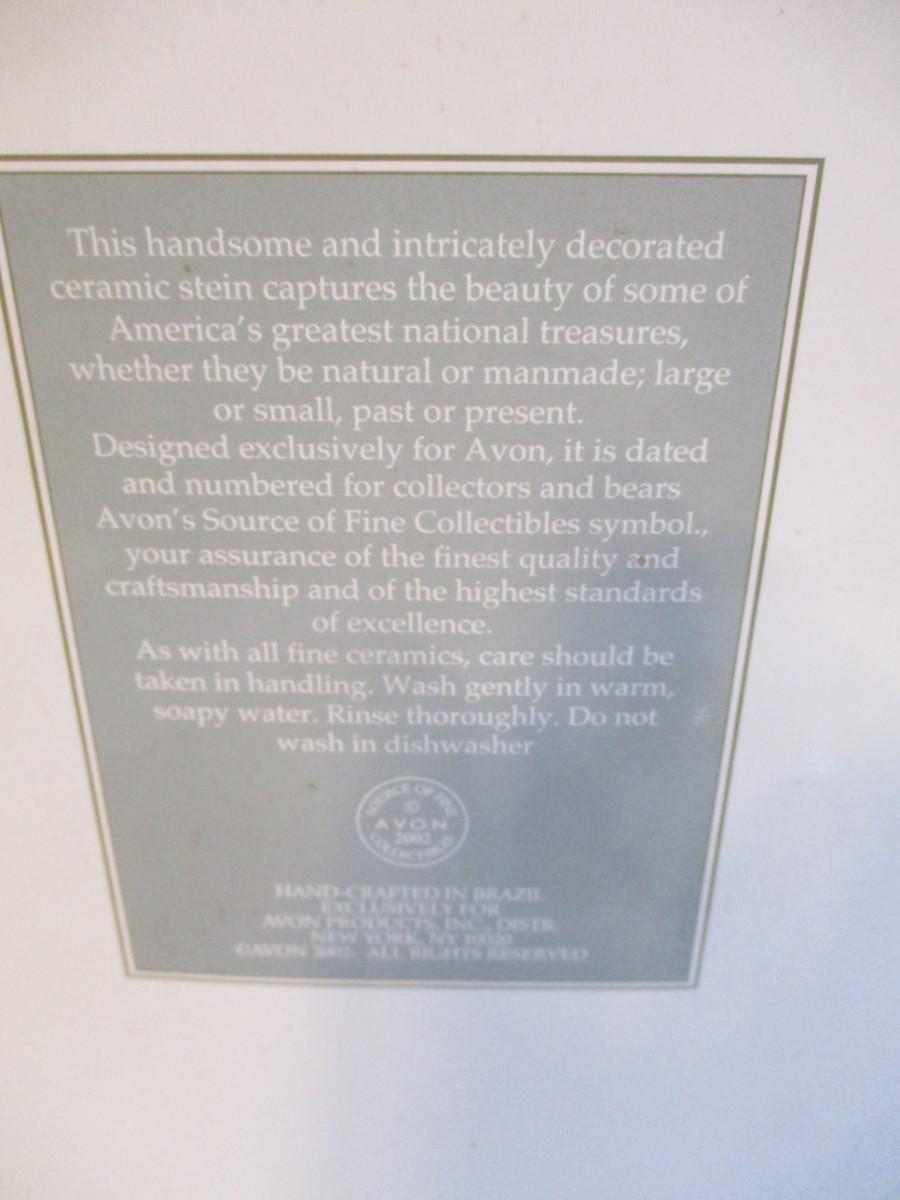 This handsome and intricately decorated
ceramic stein captures the beauty of some of
America's greatest national treasures,
whether they be natural or manmade; large
or small, past or present.
Designed exclusively for Avon, it is dated
and numbered for collectors and bears
Avon's Source of Fine Collectibles symbol.,
your assurance of the finest quality and
craftsmanship and of the highest standards
of excellence.
As with all fine ceramics, care should be
taken in handling. Wash gently in warm,
soapy water. Rinse thoroughly. Do not
wash in dishwasher
SOURCE OF FINE
©
AVON
2002
COLLECTIBLES
HAND-CRAFTED IN BRAZIL
EXCLUSIVELY FOR
AVON PRODUCTS, INC., DISTR.
NEW YORK, NY 10020
©AVON 2002 ALL RIGHTS RESERVED